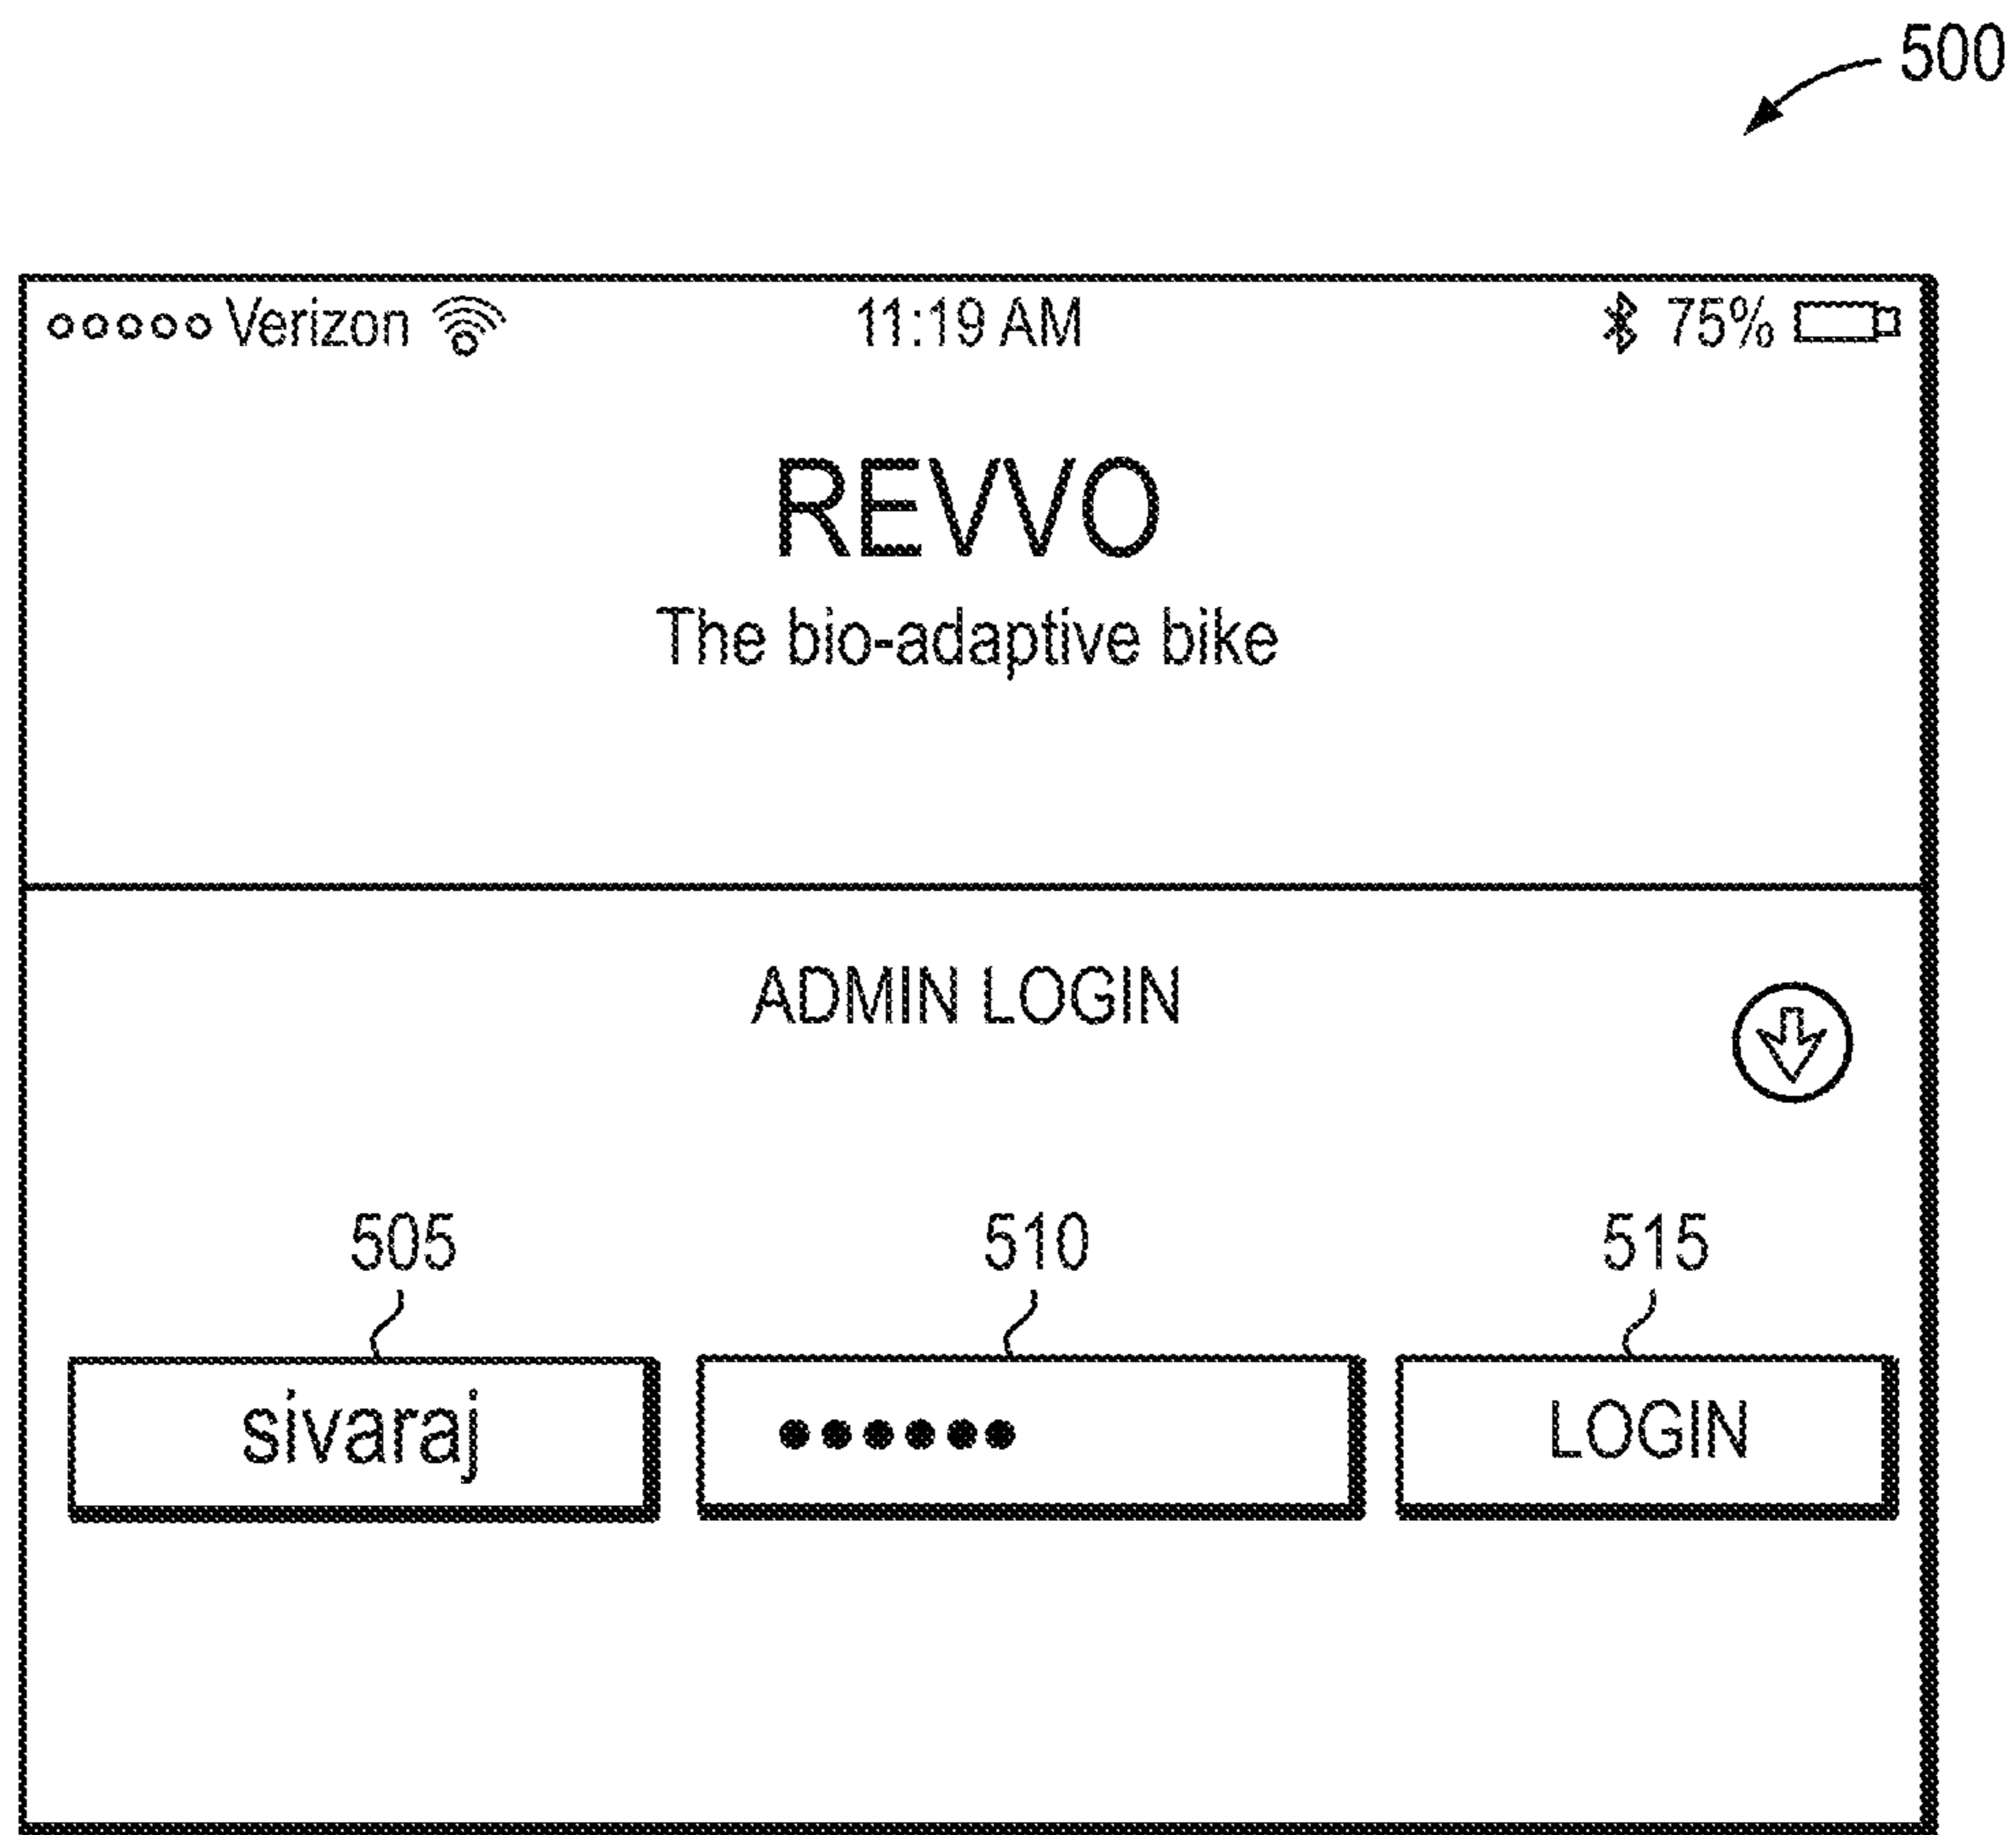 500
Verizon 11:19 AM 75%
REVVO
The bio-adaptive bike
ADMIN LOGIN
505 510 515
sivaraj •••••• LOGIN